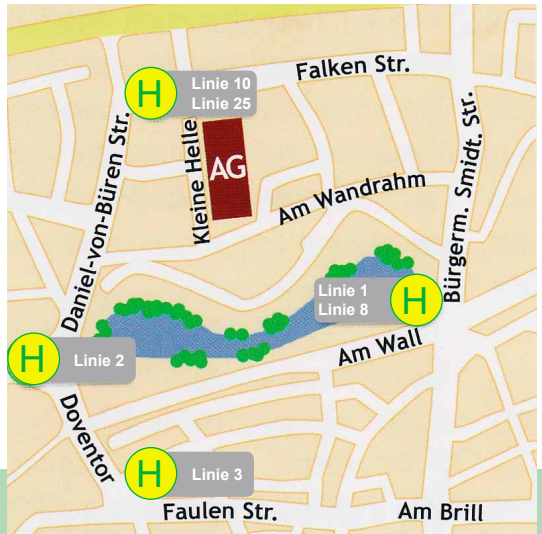 Falken Str.
H
Linie 10
Linie 25
Daniel-von-Büren Str.
Kleine Helle
AG
Bürgerm. Smidt. Str.
Am Wandrahm
Linie 1
Linie 8
H
H
Linie 2
Am Wall
Doventor
H
Linie 3
Faulen Str.
Am Brill